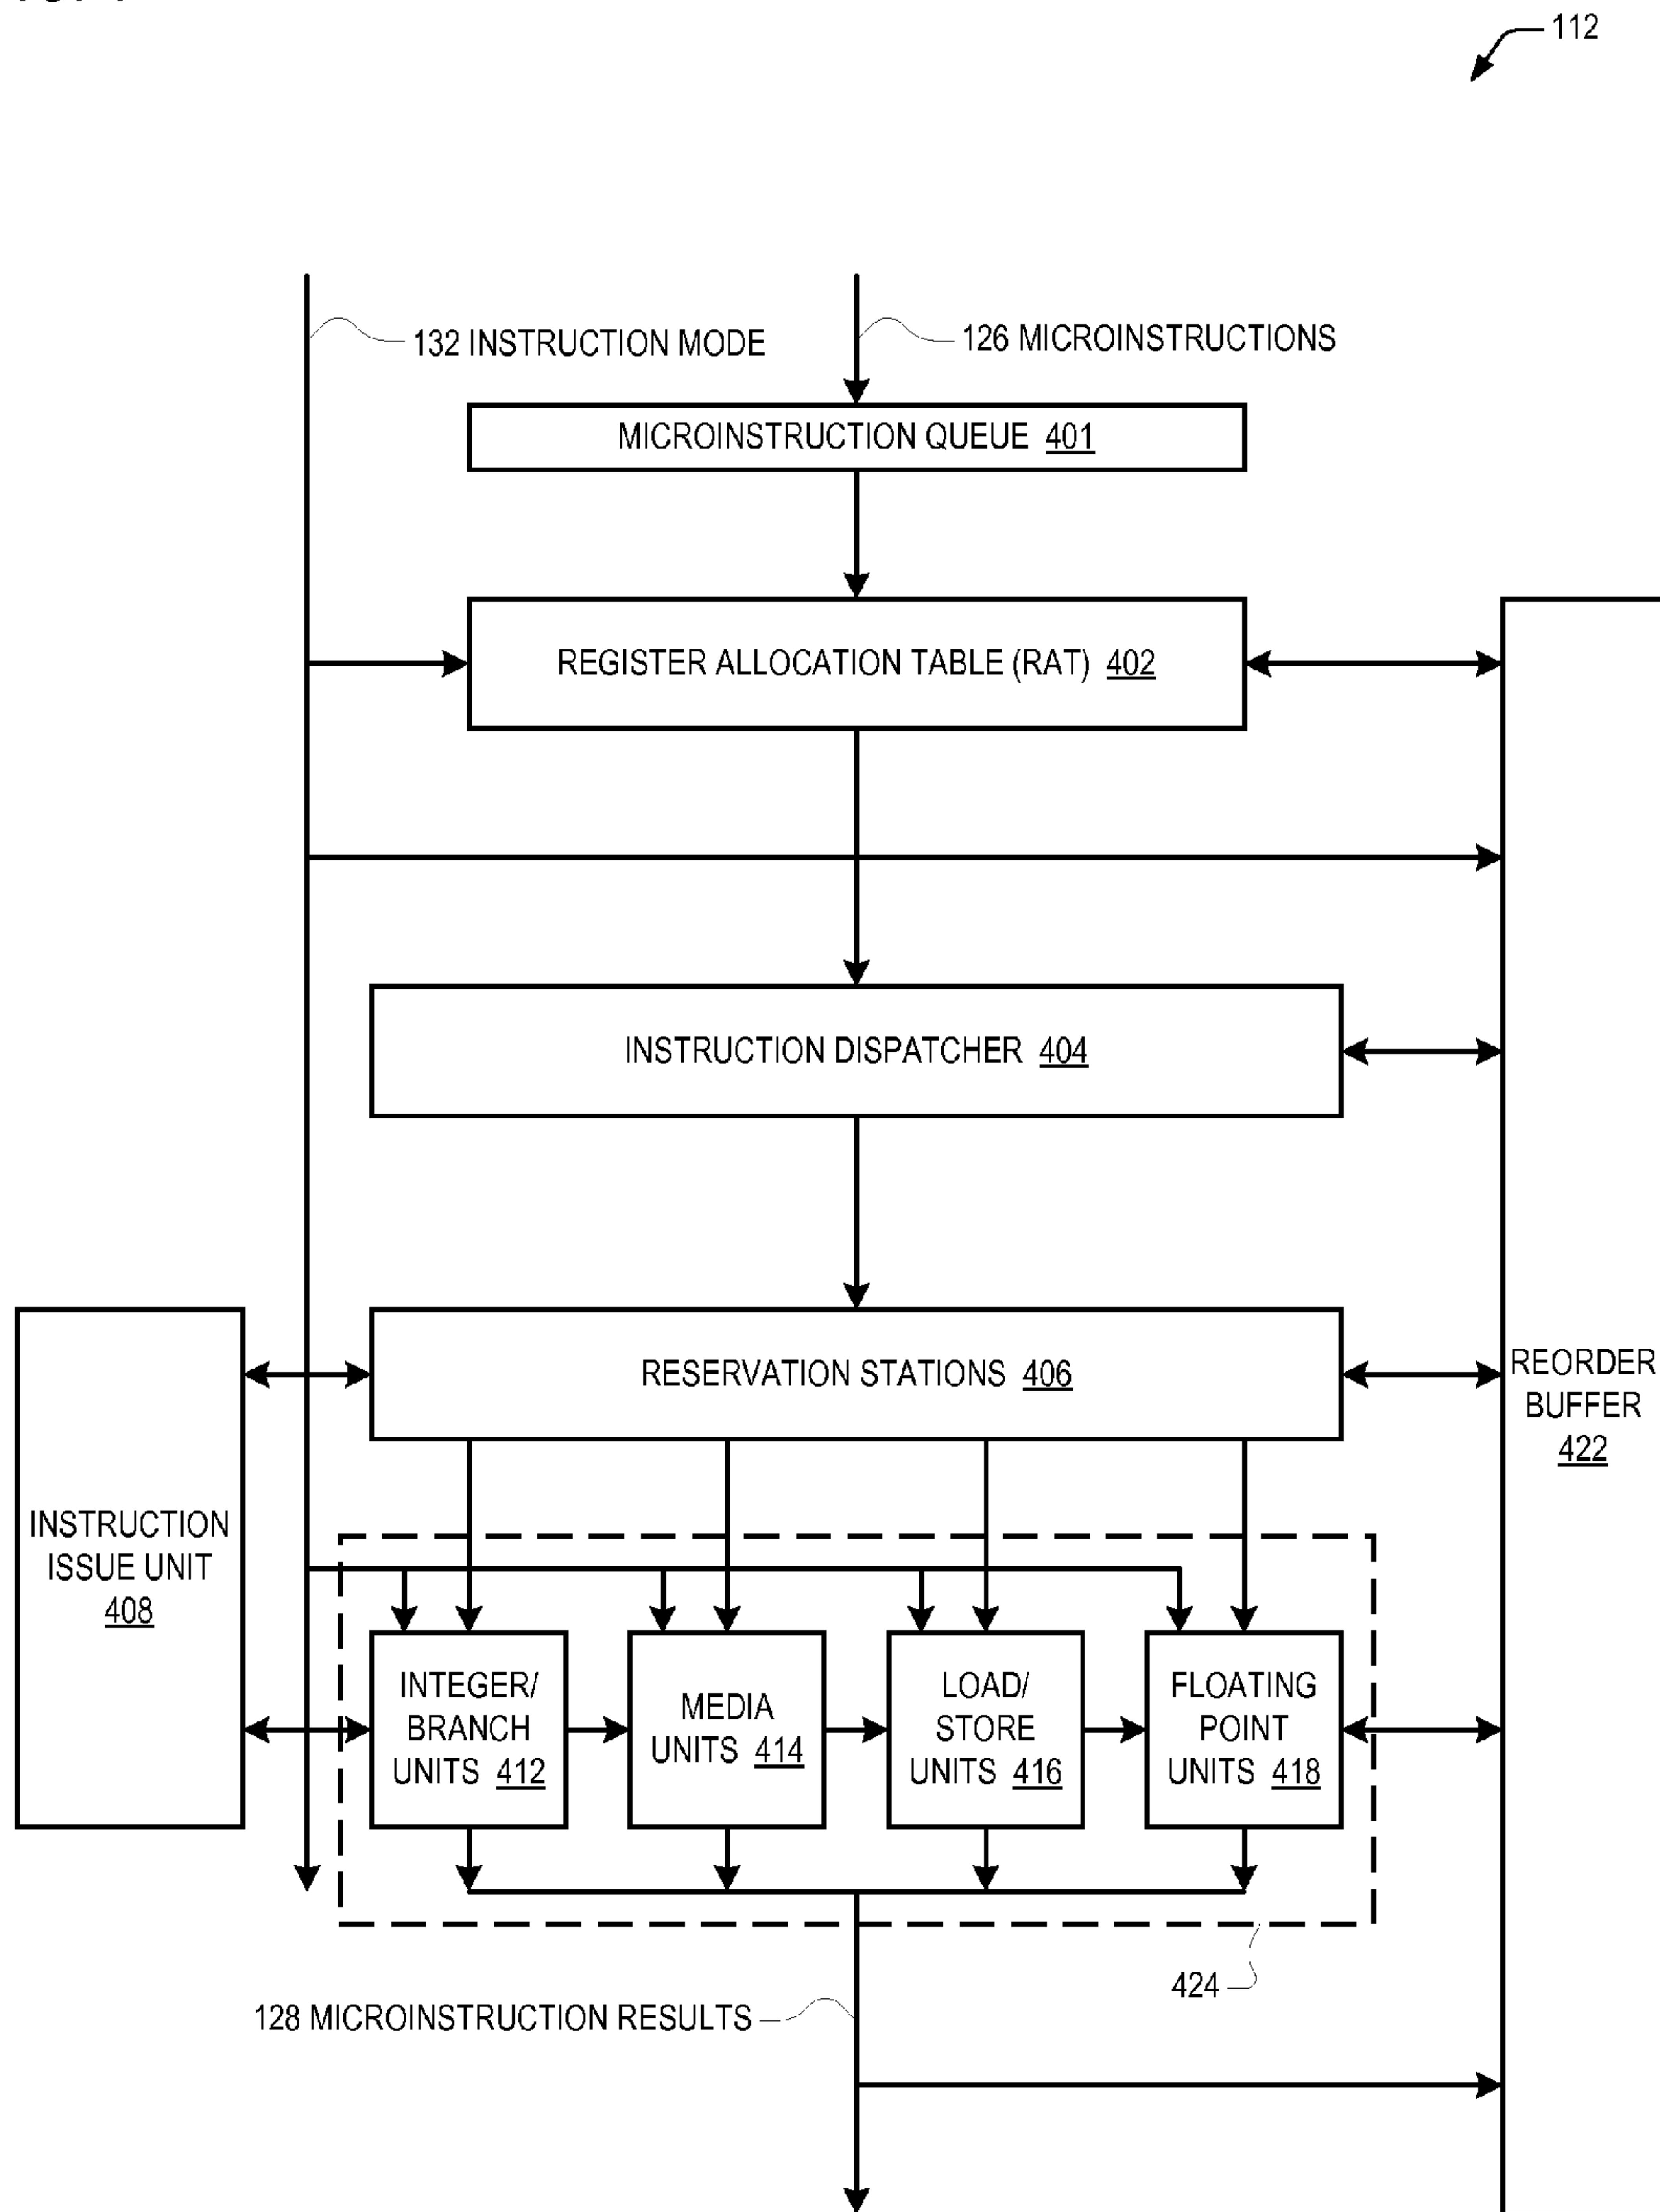 112
132 INSTRUCTION MODE
126 MICROINSTRUCTIONS
MICROINSTRUCTION QUEUE 401
REGISTER ALLOCATION TABLE (RAT) 402
INSTRUCTION DISPATCHER 404
RESERVATION STATIONS 406
REORDER
BUFFER
422
INSTRUCTION
ISSUE UNIT
408
INTEGER/
BRANCH
UNITS 412
MEDIA
UNITS 414
LOAD/
STORE
UNITS 416
FLOATING
POINT
UNITS 418
424
128 MICROINSTRUCTION RESULTS